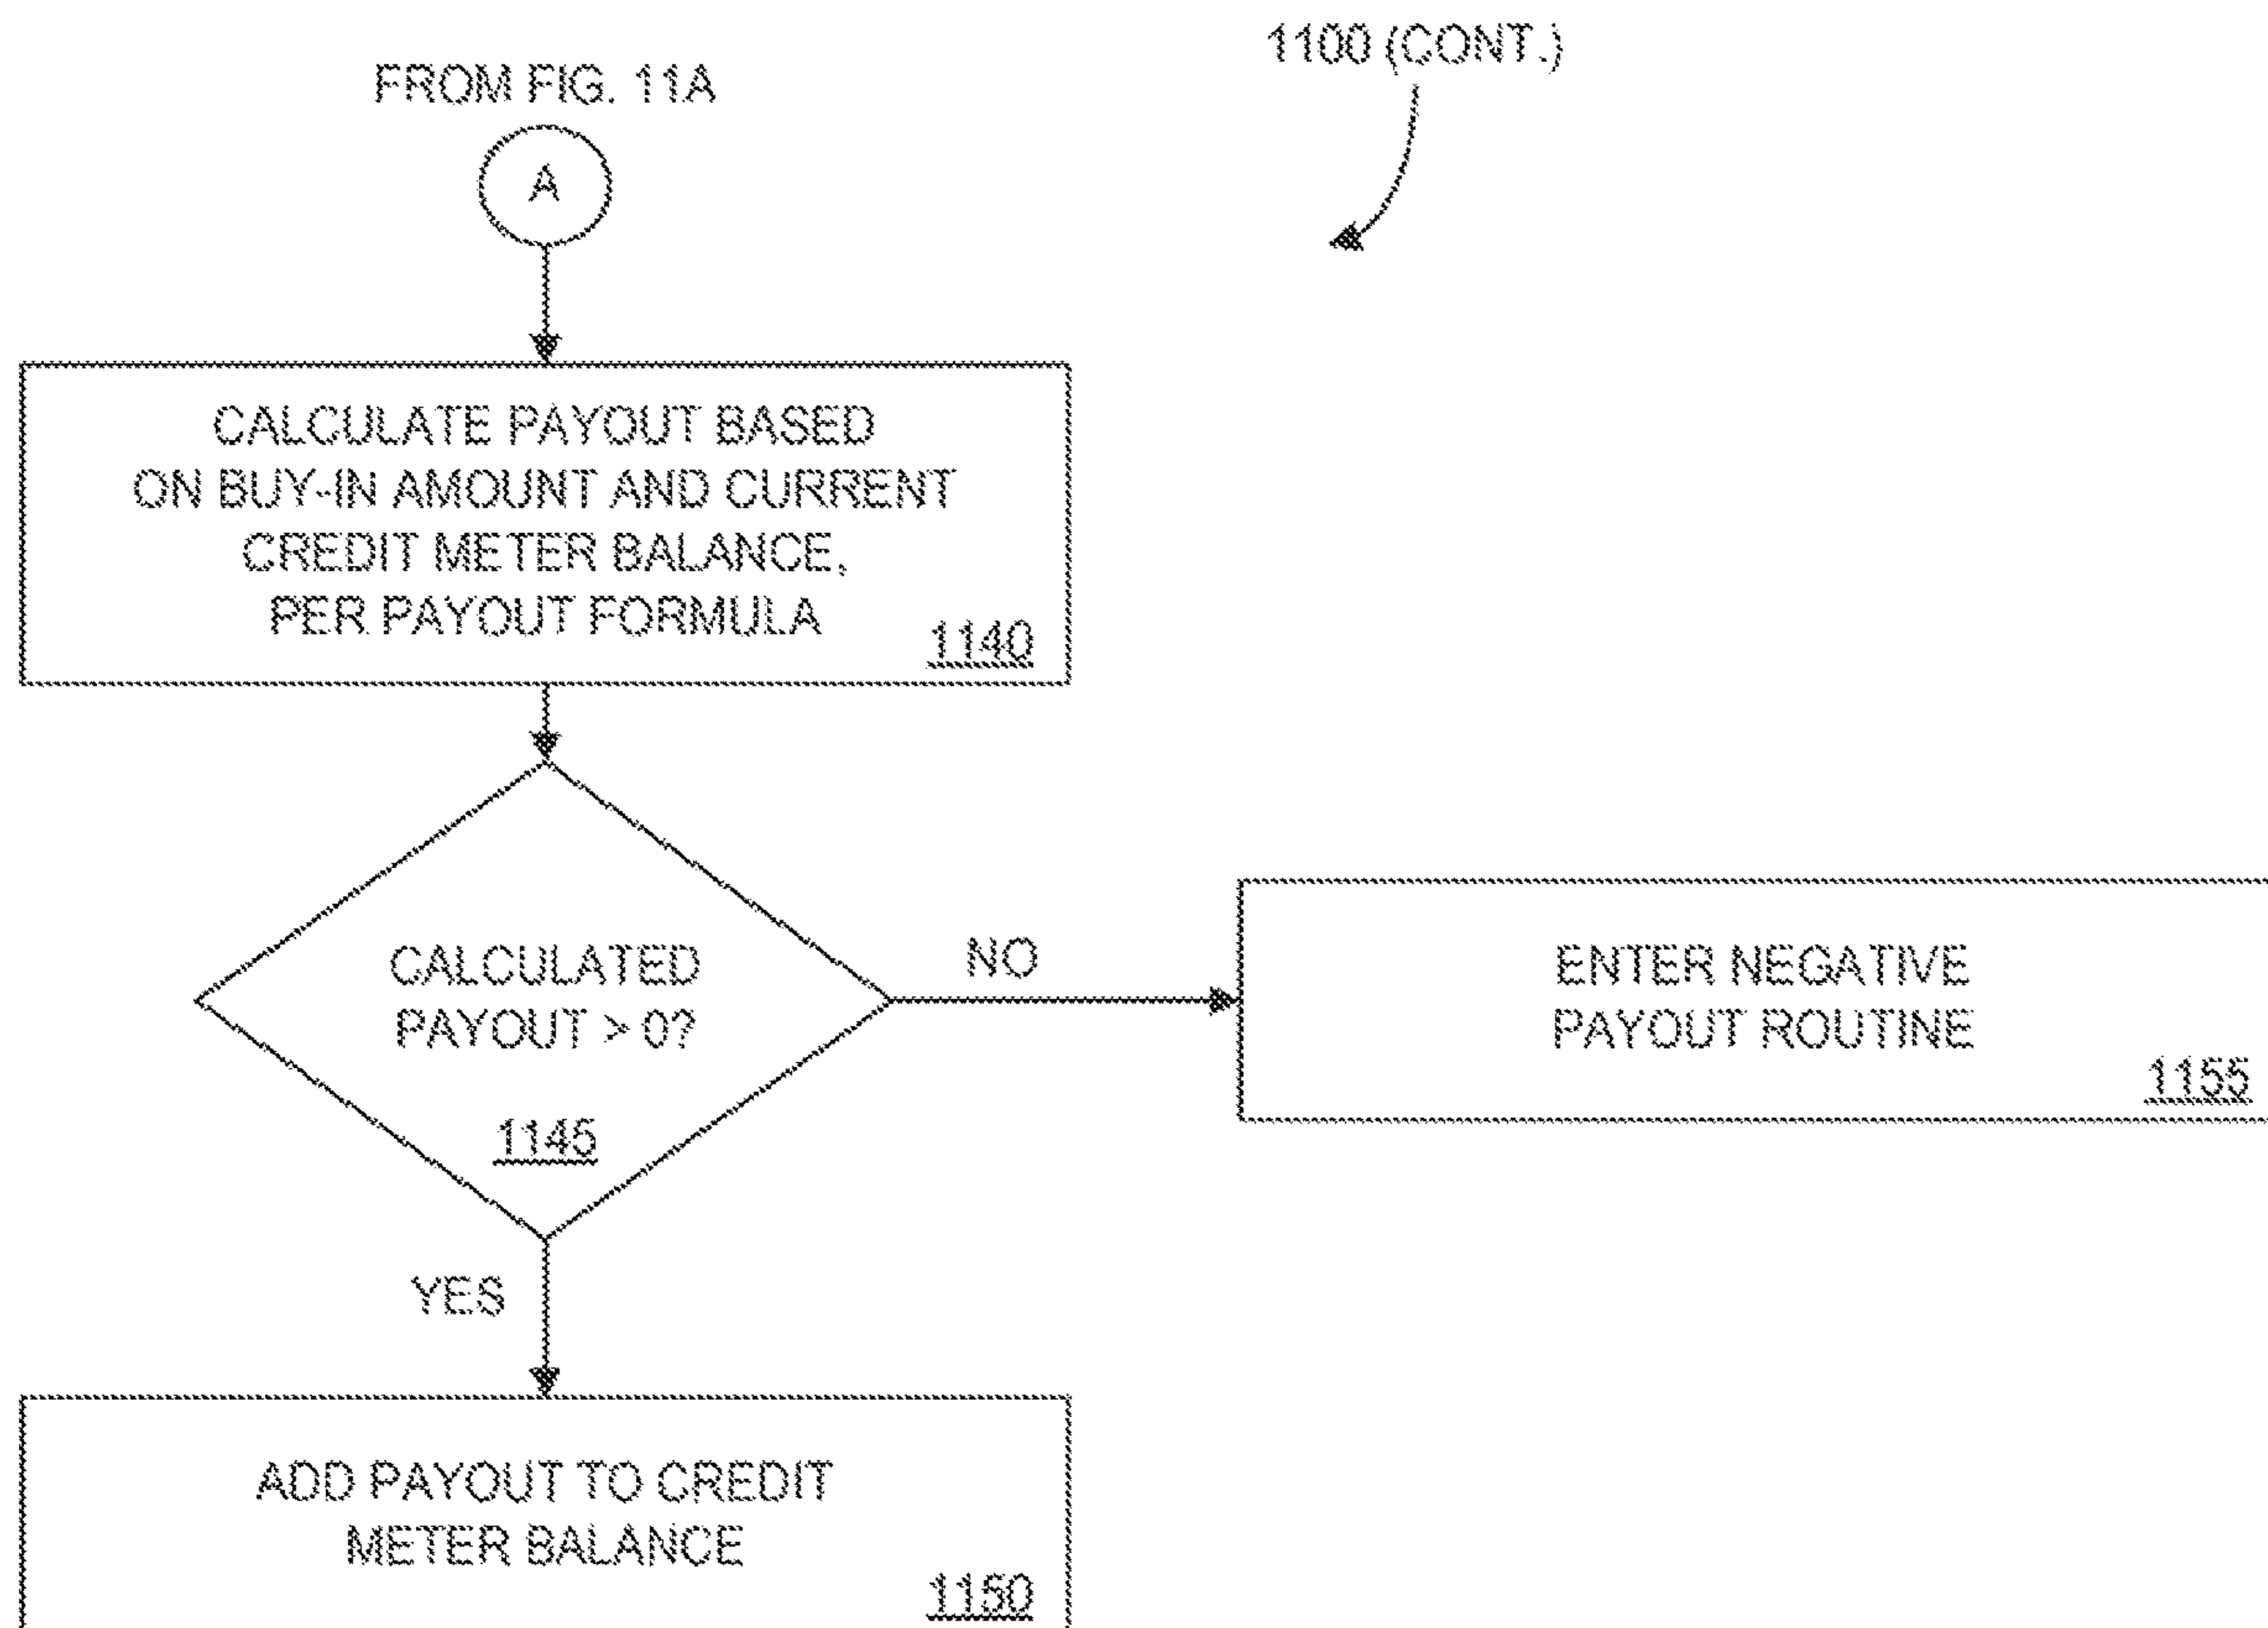 1100 (CONT.)
FROM FIG. 11A
A
CALCULATE PAYOUT BASED
ON BUY-IN AMOUNT AND CURRENT
CREDIT METER BALANCE,
PER PAYOUT FORMULA
1140
CALCULATED
PAYOUT > 0?
1145
NO
ENTER NEGATIVE
PAYOUT ROUTINE
1155
YES
ADD PAYOUT TO CREDIT
METER BALANCE
1150